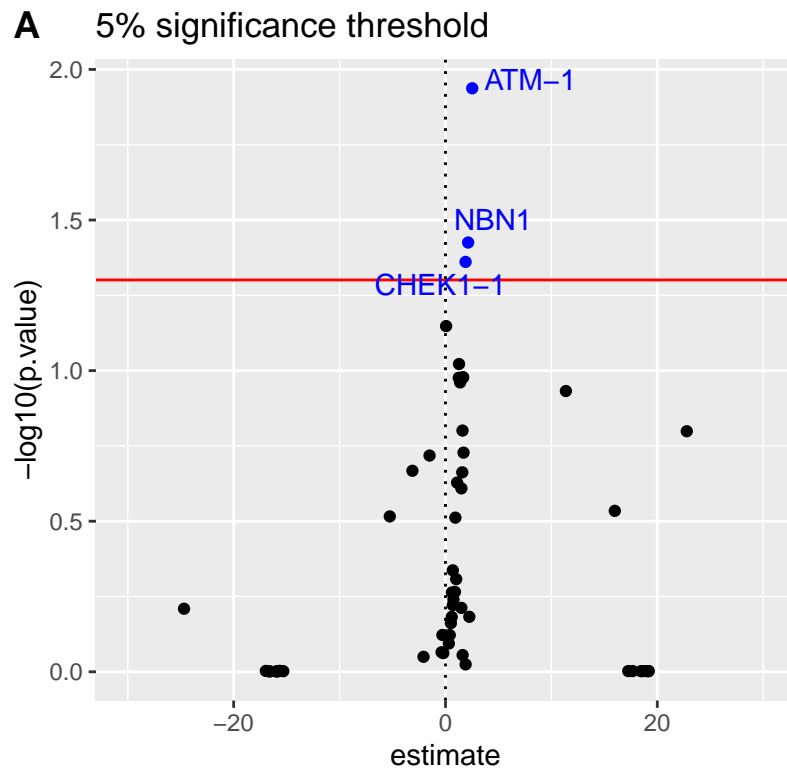 A 5% significance threshold
2.0
ATM−1
1.5
NBN1
CHEK1−1
1.0
0.5
0.0
−log10(p.value)
−20 0 20
estimate